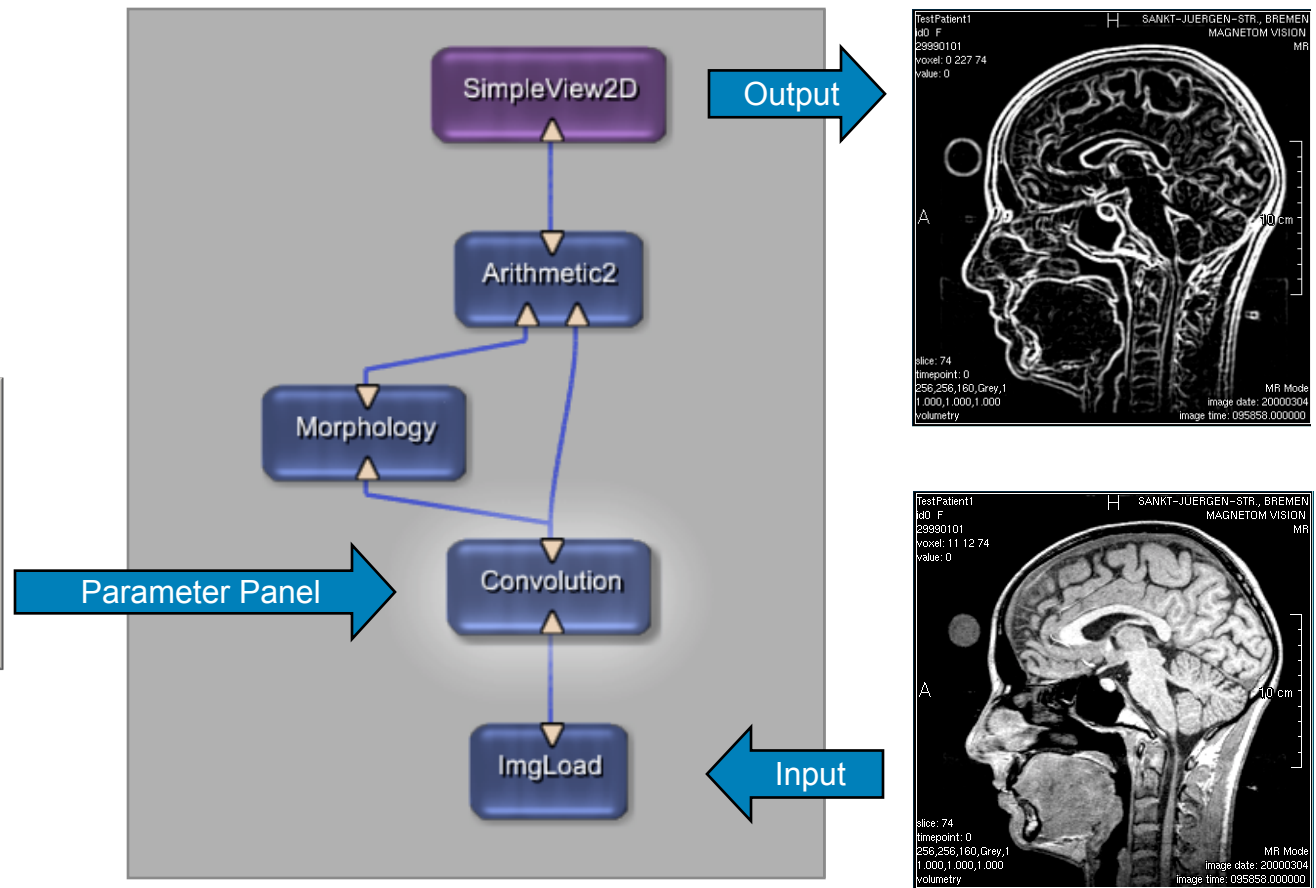 SimpleView2D
Output
Arithmetic2
Morphology
Parameter Panel
Convolution
ImgLoad
Input
TestPatient1
id0 F
29990101
voxel: 0 227 74
value: 0
H
SANKT-JUERGEN-STR., BREMEN
MAGNETOM VISION
MR
A
10 cm
slice: 74
timepoint: 0
256,256,160,Grey,1
1.000,1.000,1.000
volumetry
MR Mode
image date: 20000304
image time: 095858.000000
TestPatient1
id0 F
29990101
voxel: 11 12 74
value: 0
H
SANKT-JUERGEN-STR., BREMEN
MAGNETOM VISION
MR
A
10 cm
slice: 74
timepoint: 0
256,256,160,Grey,1
1.000,1.000,1.000
volumetry
MR Mode
image date: 20000304
image time: 095858.000000